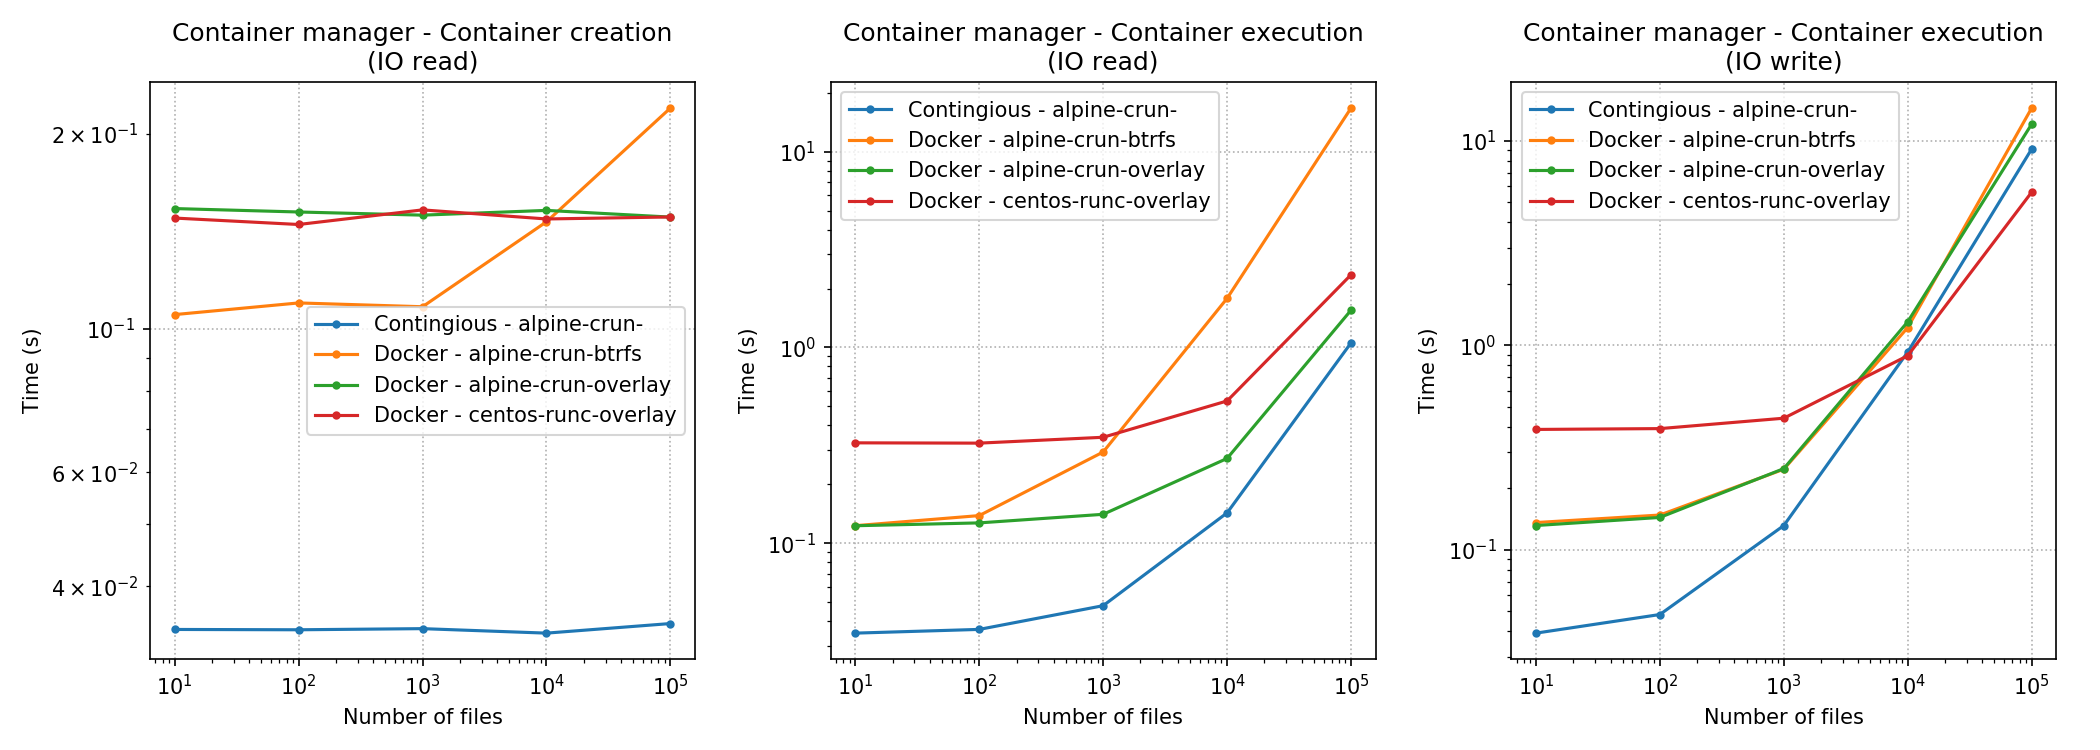 Container manager - Container creation
(IO read)
2 × 10⁻¹
10⁻¹
6 × 10⁻²
4 × 10⁻²
Time (s)
Contingious - alpine-crun-
Docker - alpine-crun-btrfs
Docker - alpine-crun-overlay
Docker - centos-runc-overlay
10¹ 10² 10³ 10⁴ 10⁵
Number of files
Container manager - Container execution
(IO read)
Contingious - alpine-crun-
Docker - alpine-crun-btrfs
Docker - alpine-crun-overlay
Docker - centos-runc-overlay
10¹
10⁰
10⁻¹
Time (s)
10¹ 10² 10³ 10⁴ 10⁵
Number of files
Container manager - Container execution
(IO write)
Contingious - alpine-crun-
Docker - alpine-crun-btrfs
Docker - alpine-crun-overlay
Docker - centos-runc-overlay
10¹
10⁰
10⁻¹
Time (s)
10¹ 10² 10³ 10⁴ 10⁵
Number of files